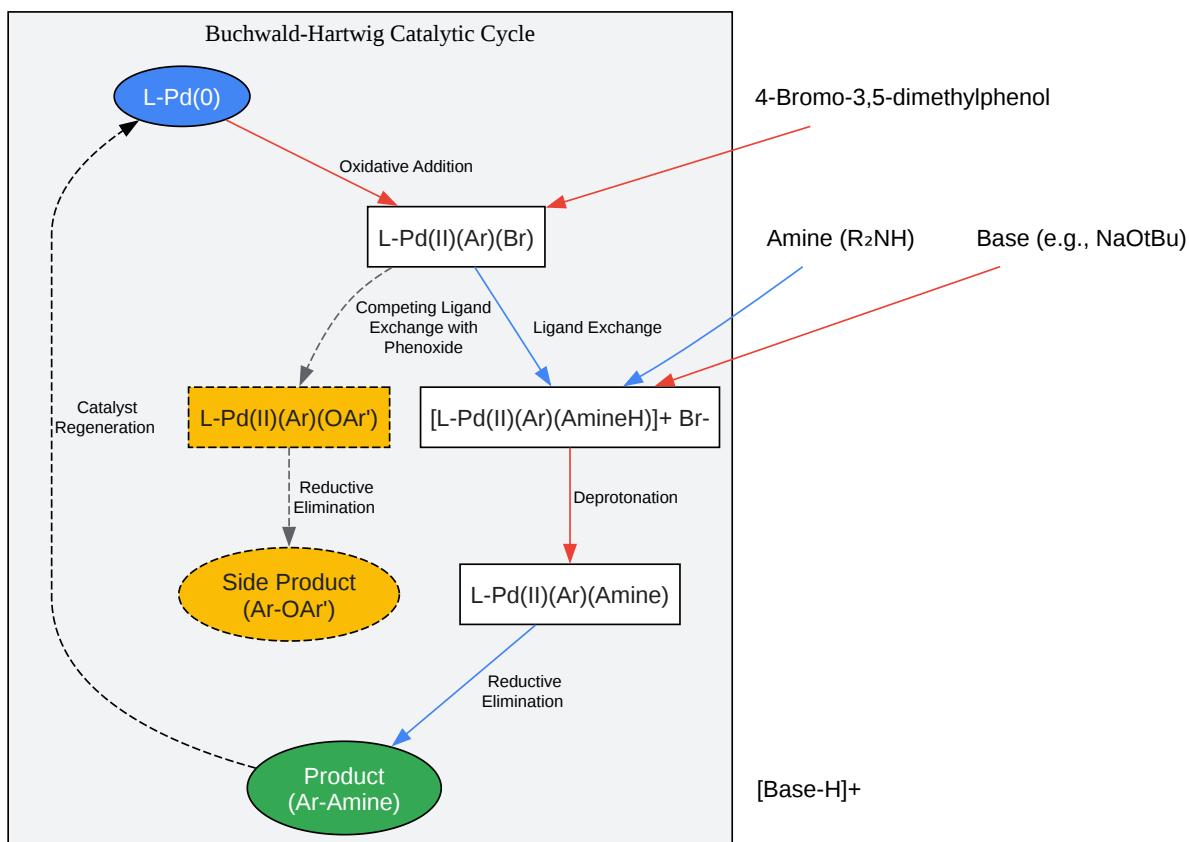 Buchwald-Hartwig Catalytic Cycle
L-Pd(0)
4-Bromo-3,5-dimethylphenol
Oxidative Addition
L-Pd(II)(Ar)(Br)
Amine (R₂NH)
Base (e.g., NaOtBu)
Competing Ligand
Exchange with
Phenoxide
Ligand Exchange
Catalyst
Regeneration
L-Pd(II)(Ar)(OAr')
[L-Pd(II)(Ar)(AmineH)]+ Br-
Reductive
Elimination
Deprotonation
Side Product
(Ar-OAr')
L-Pd(II)(Ar)(Amine)
Reductive
Elimination
Product
(Ar-Amine)
[Base-H]+